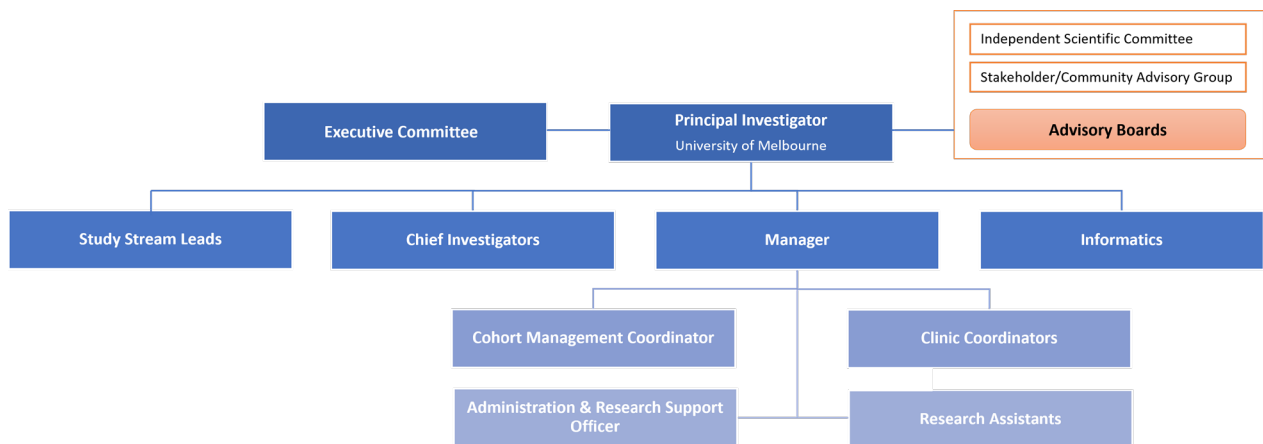 Independent Scientific Committee
Stakeholder/Community Advisory Group
Advisory Boards
Executive Committee
Principal Investigator
University of Melbourne
Study Stream Leads
Chief Investigators
Manager
Informatics
Cohort Management Coordinator
Clinic Coordinators
Administration & Research Support
Officer
Research Assistants